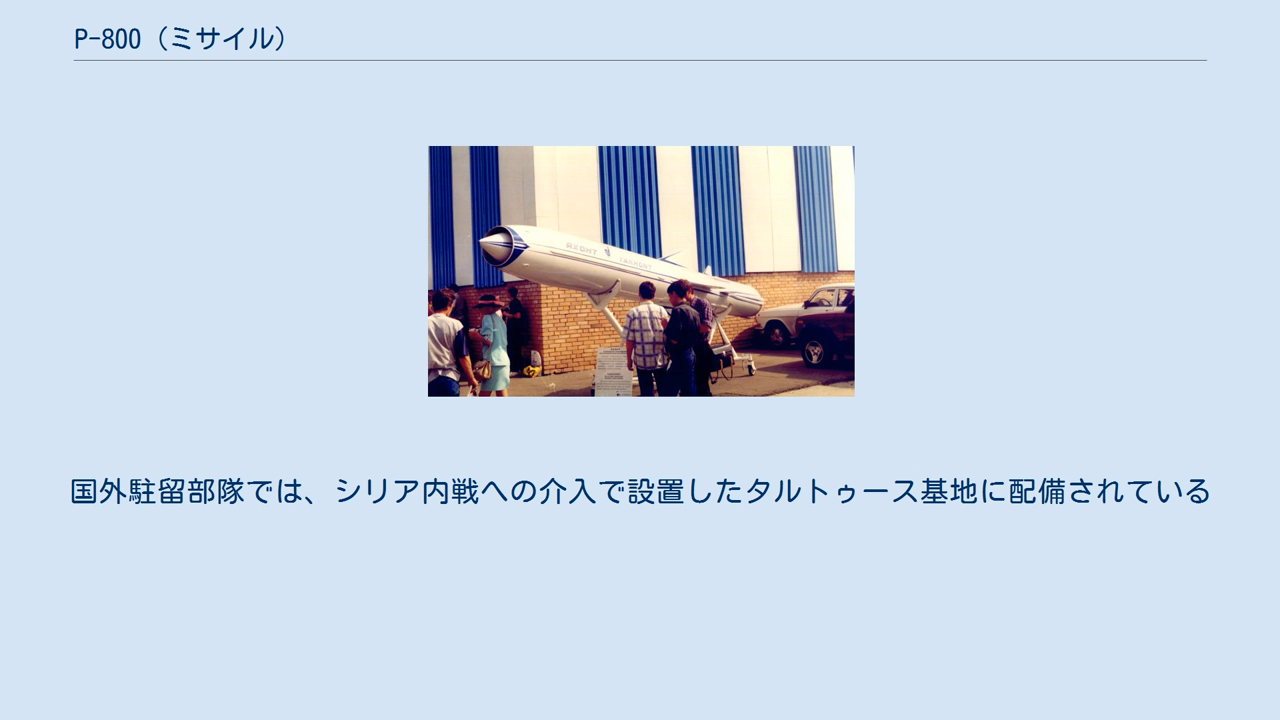 P-800（ミサイル）
国外駐留部隊では、シリア内戦への介入で設置したタルトゥース基地に配備されている